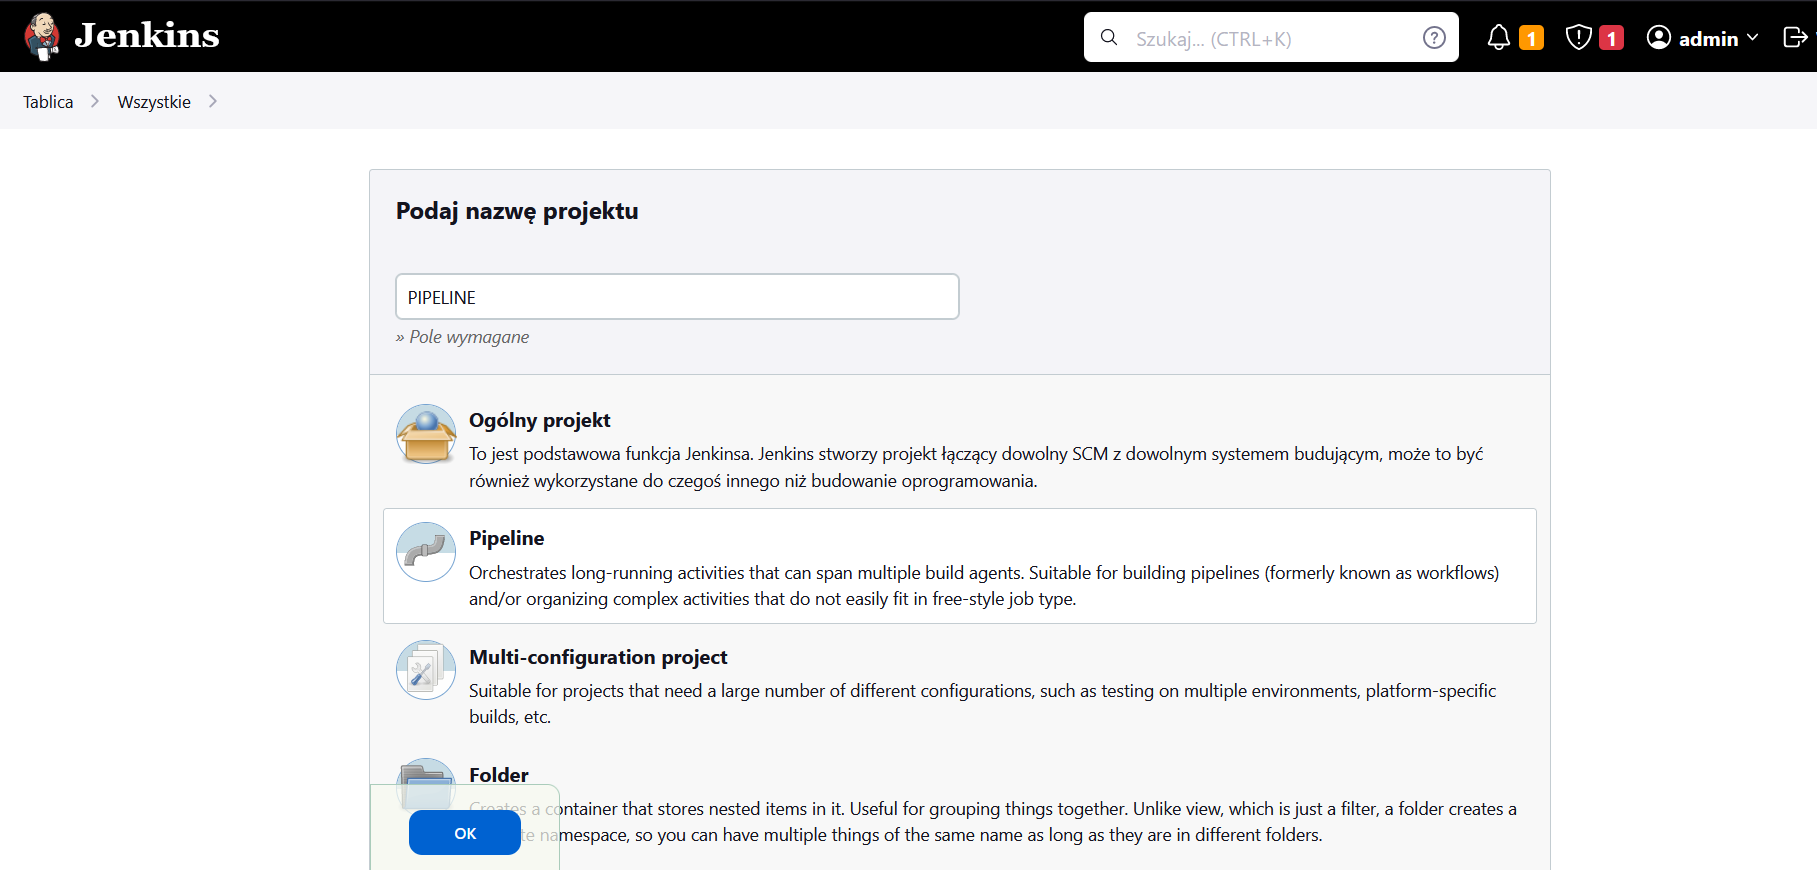 Jenkins
Szukaj... (CTRL+K)
1
1
admin
Tablica
Wszystkie
Podaj nazwę projektu
PIPELINE
» Pole wymagane
Ogólny projekt
To jest podstawowa funkcja Jenkinsa. Jenkins stworzy projekt łączący dowolny SCM z dowolnym systemem budującym, może to być
również wykorzystane do czegoś innego niż budowanie oprogramowania.
Pipeline
Orchestrates long-running activities that can span multiple build agents. Suitable for building pipelines (formerly known as workflows)
and/or organizing complex activities that do not easily fit in free-style job type.
Multi-configuration project
Suitable for projects that need a large number of different configurations, such as testing on multiple environments, platform-specific
builds, etc.
Folder
Creates a container that stores nested items in it. Useful for grouping things together. Unlike view, which is just a filter, a folder creates a
namespace, so you can have multiple things of the same name as long as they are in different folders.
OK